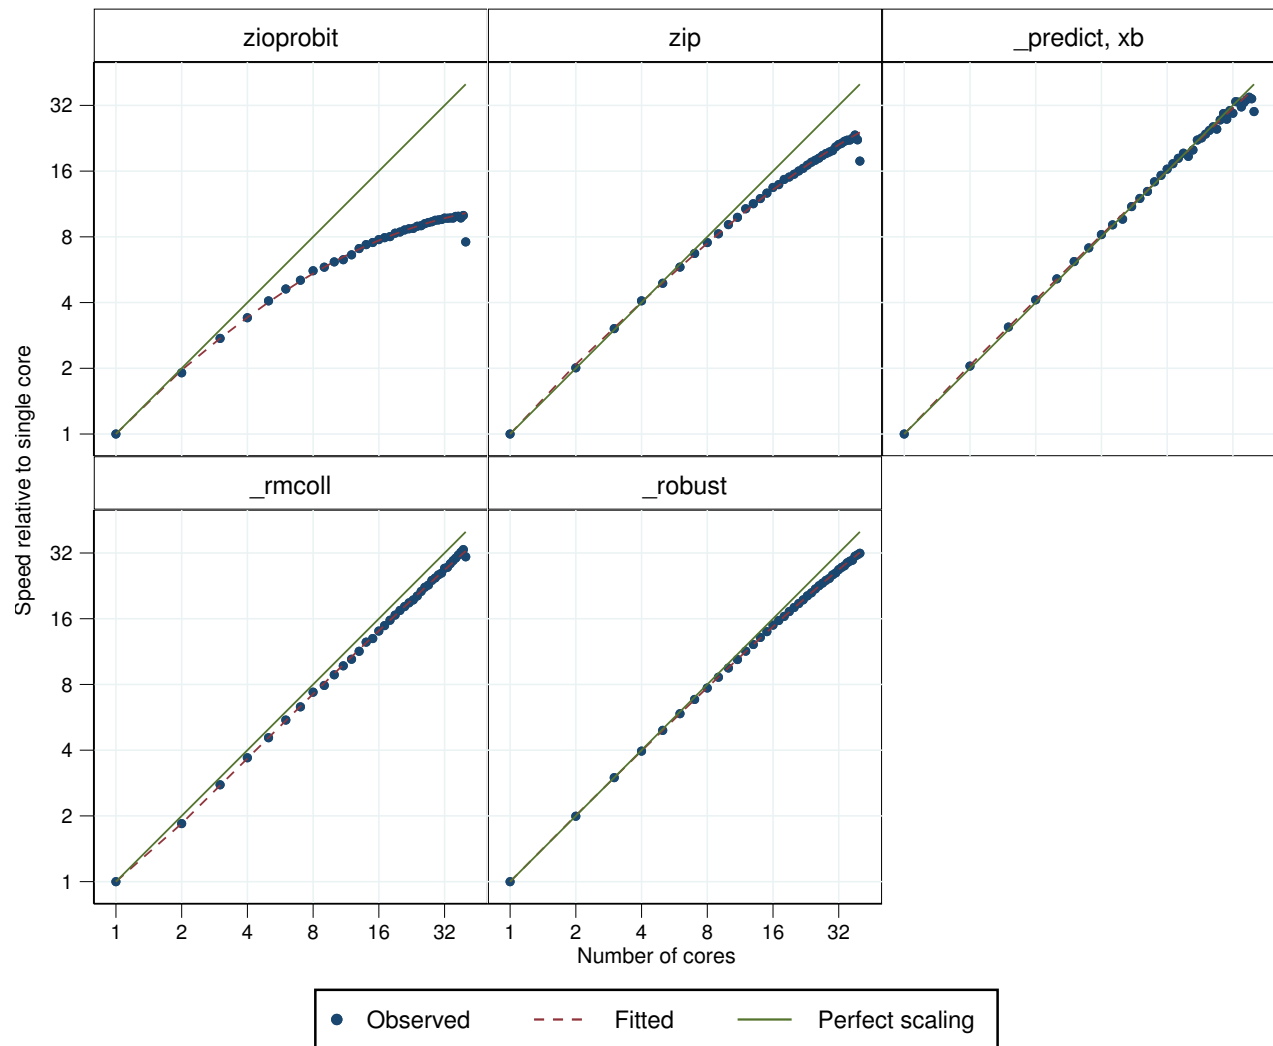 zioprobit
zip
_predict, xb
32
16
8
4
2
1
_rmcoll
_robust
32
16
8
4
2
1
Speed relative to single core
1 2 4 8 16 32
1 2 4 8 16 32
Number of cores
Observed Fitted Perfect scaling